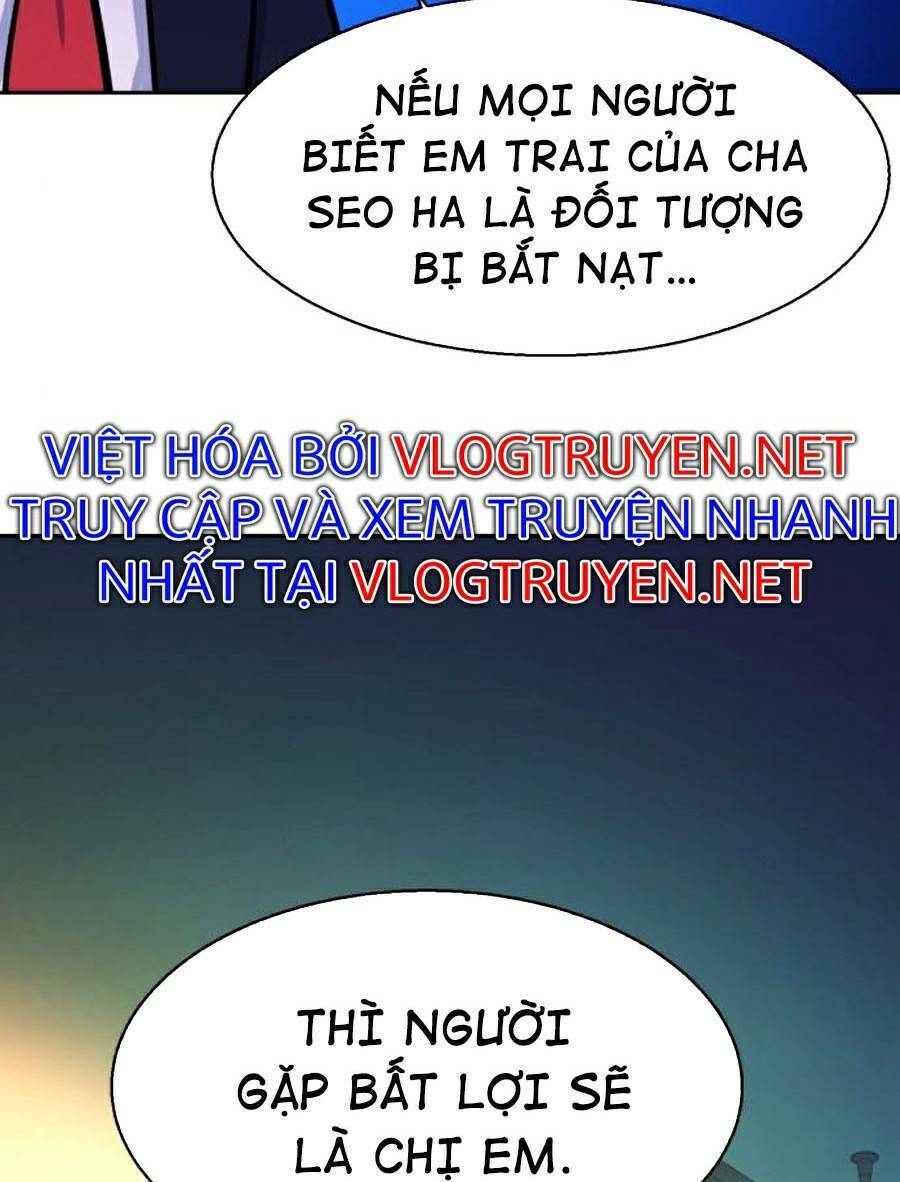 NẾU MỌI NGƯỜI
BIẾT EM TRAI CỦA CHA
SEO HA LÀ ĐỐI TƯỢNG
BỊ BẮT NẠT...
VIỆT HÓA BỞI VLOGTRUYEN.NET
TRUY CẬP VÀ XEM TRUYỆN NHANH
NHẤT TẠI VLOGTRUYEN.NET
THÌ NGƯỜI
GẶP BẤT LỢI SẼ
LÀ CHỊ EM.